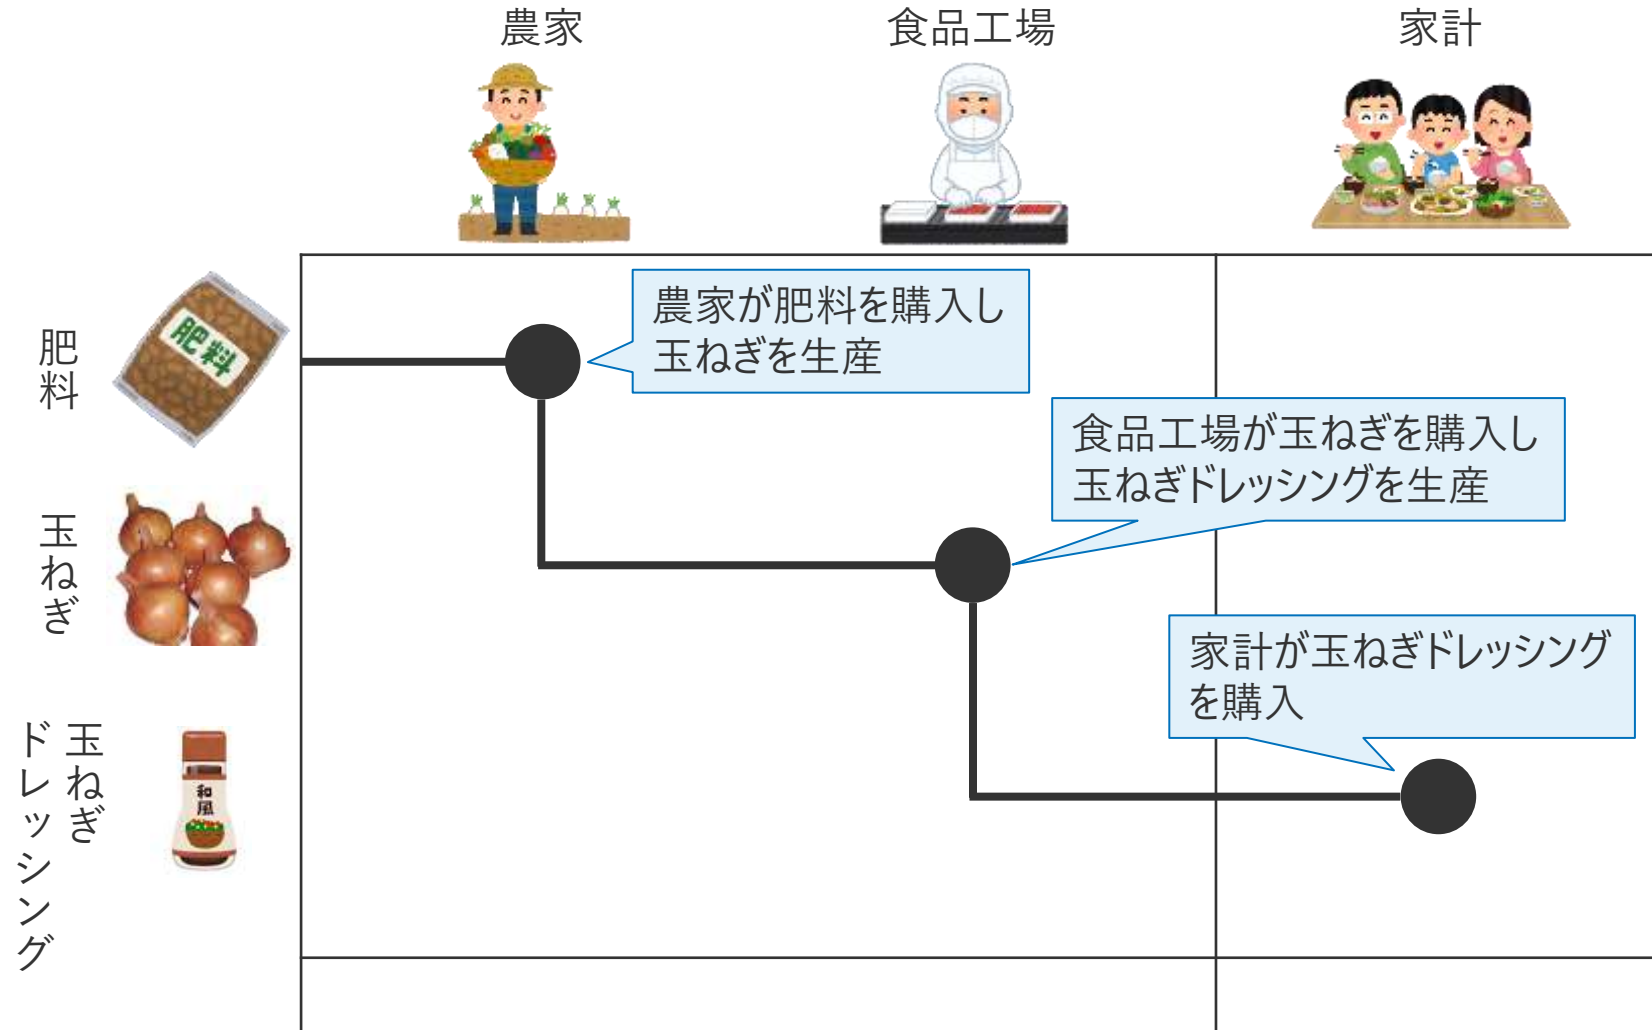 農家
食品工場
家計
肥料
肥料
農家が肥料を購入し
玉ねぎを生産
玉ねぎ
食品工場が玉ねぎを購入し
玉ねぎドレッシングを生産
玉ねぎ
ドレッシング
和風
家計が玉ねぎドレッシング
を購入